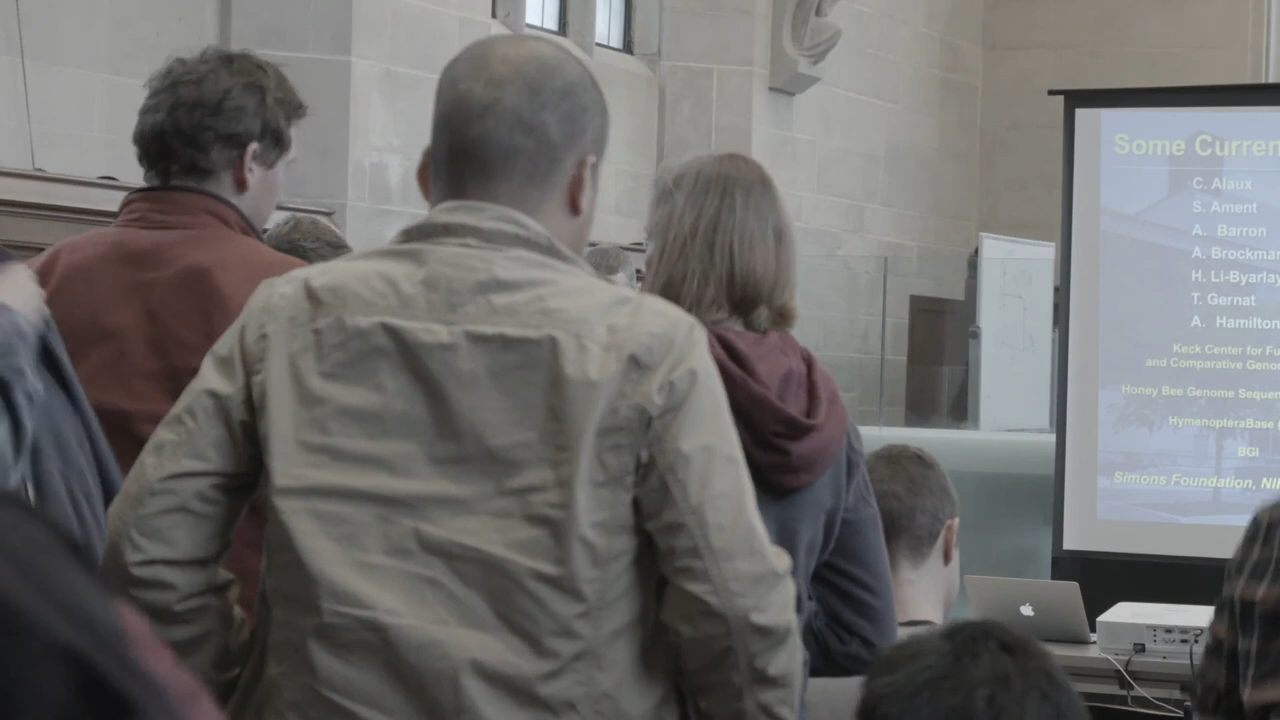 Some Curren
C. Alaux
S. Ament
A. Barron
A. Brockmar
H. LI-Byarlay
T. Gernat
A. Hamilton
Keck Center for Fu
and Comparative Geno
Honey Bee Genome Sequen
HymenopteraBase
BGI
Simons Foundation, NI